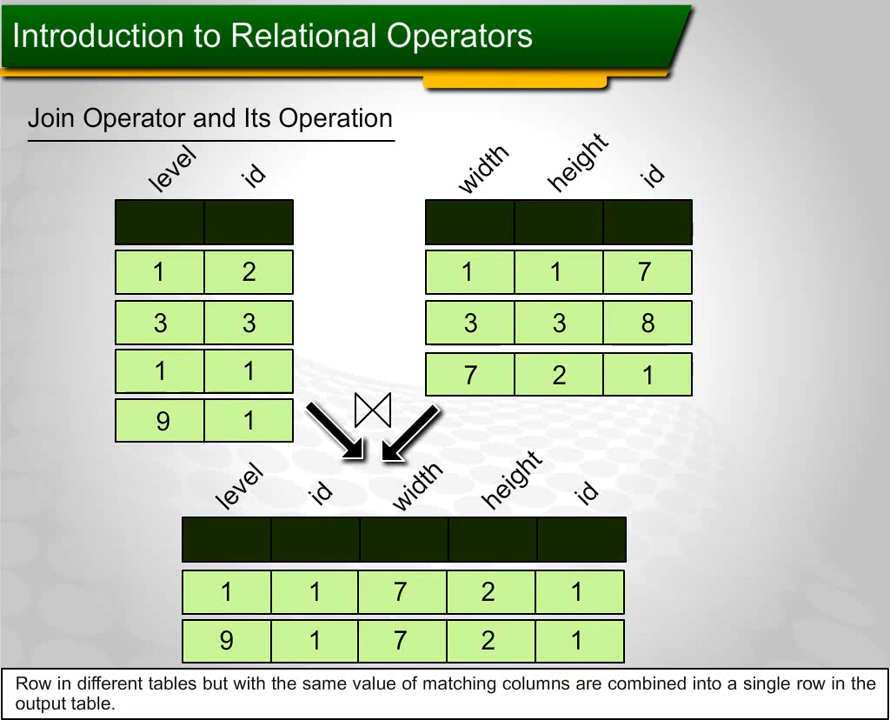 Introduction to Relational Operators
Join Operator and Its Operation
level id
1 2
3 3
1 1
9 1
width height id
1 1 7
3 3 8
7 2 1
level id width height id
1 1 7 2 1
9 1 7 2 1
Row in different tables but with the same value of matching columns are combined into a single row in the
output table.